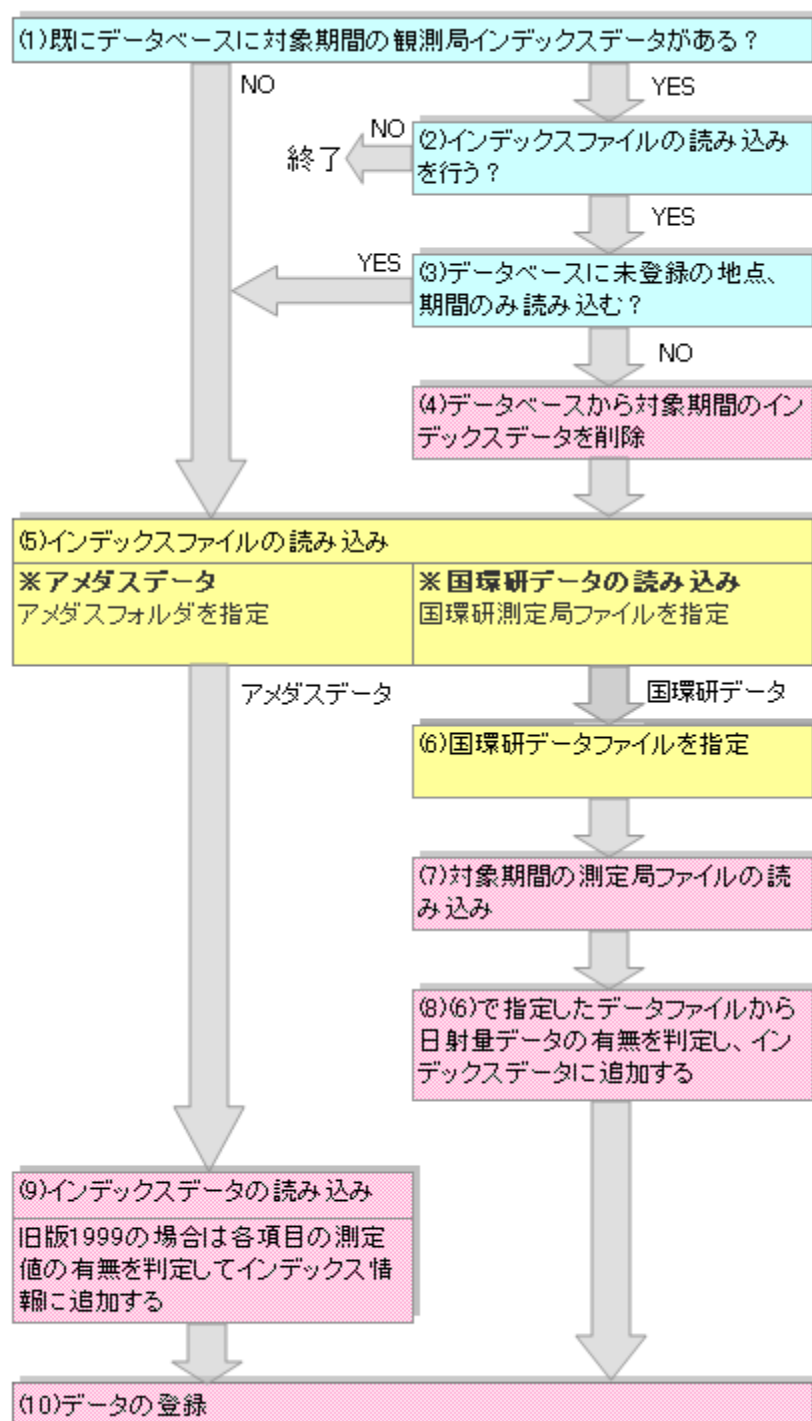 (1)既にデータベースに対象期間の観測局インデックスデータがある？
NO
YES
NO
(2)インデックスファイルの読み込み
を行う？
終了
YES
YES
(3)データベースに未登録の地点、
期間のみ読み込む？
NO
(4)データベースから対象期間のイン
デックスデータを削除
(5)インデックスファイルの読み込み
※アメダスデータ
アメダスフォルダを指定
※国環研データの読み込み
国環研測定局ファイルを指定
アメダスデータ
国環研データ
(6)国環研データファイルを指定
(7)対象期間の測定局ファイルの読
み込み
(8)(6)で指定したデータファイルから
日射量データの有無を判定し、イン
デックスデータに追加する
(9)インデックスデータの読み込み
旧版1999の場合は各項目の測定
値の有無を判定してインデックス情
報に追加する
(10)データの登録